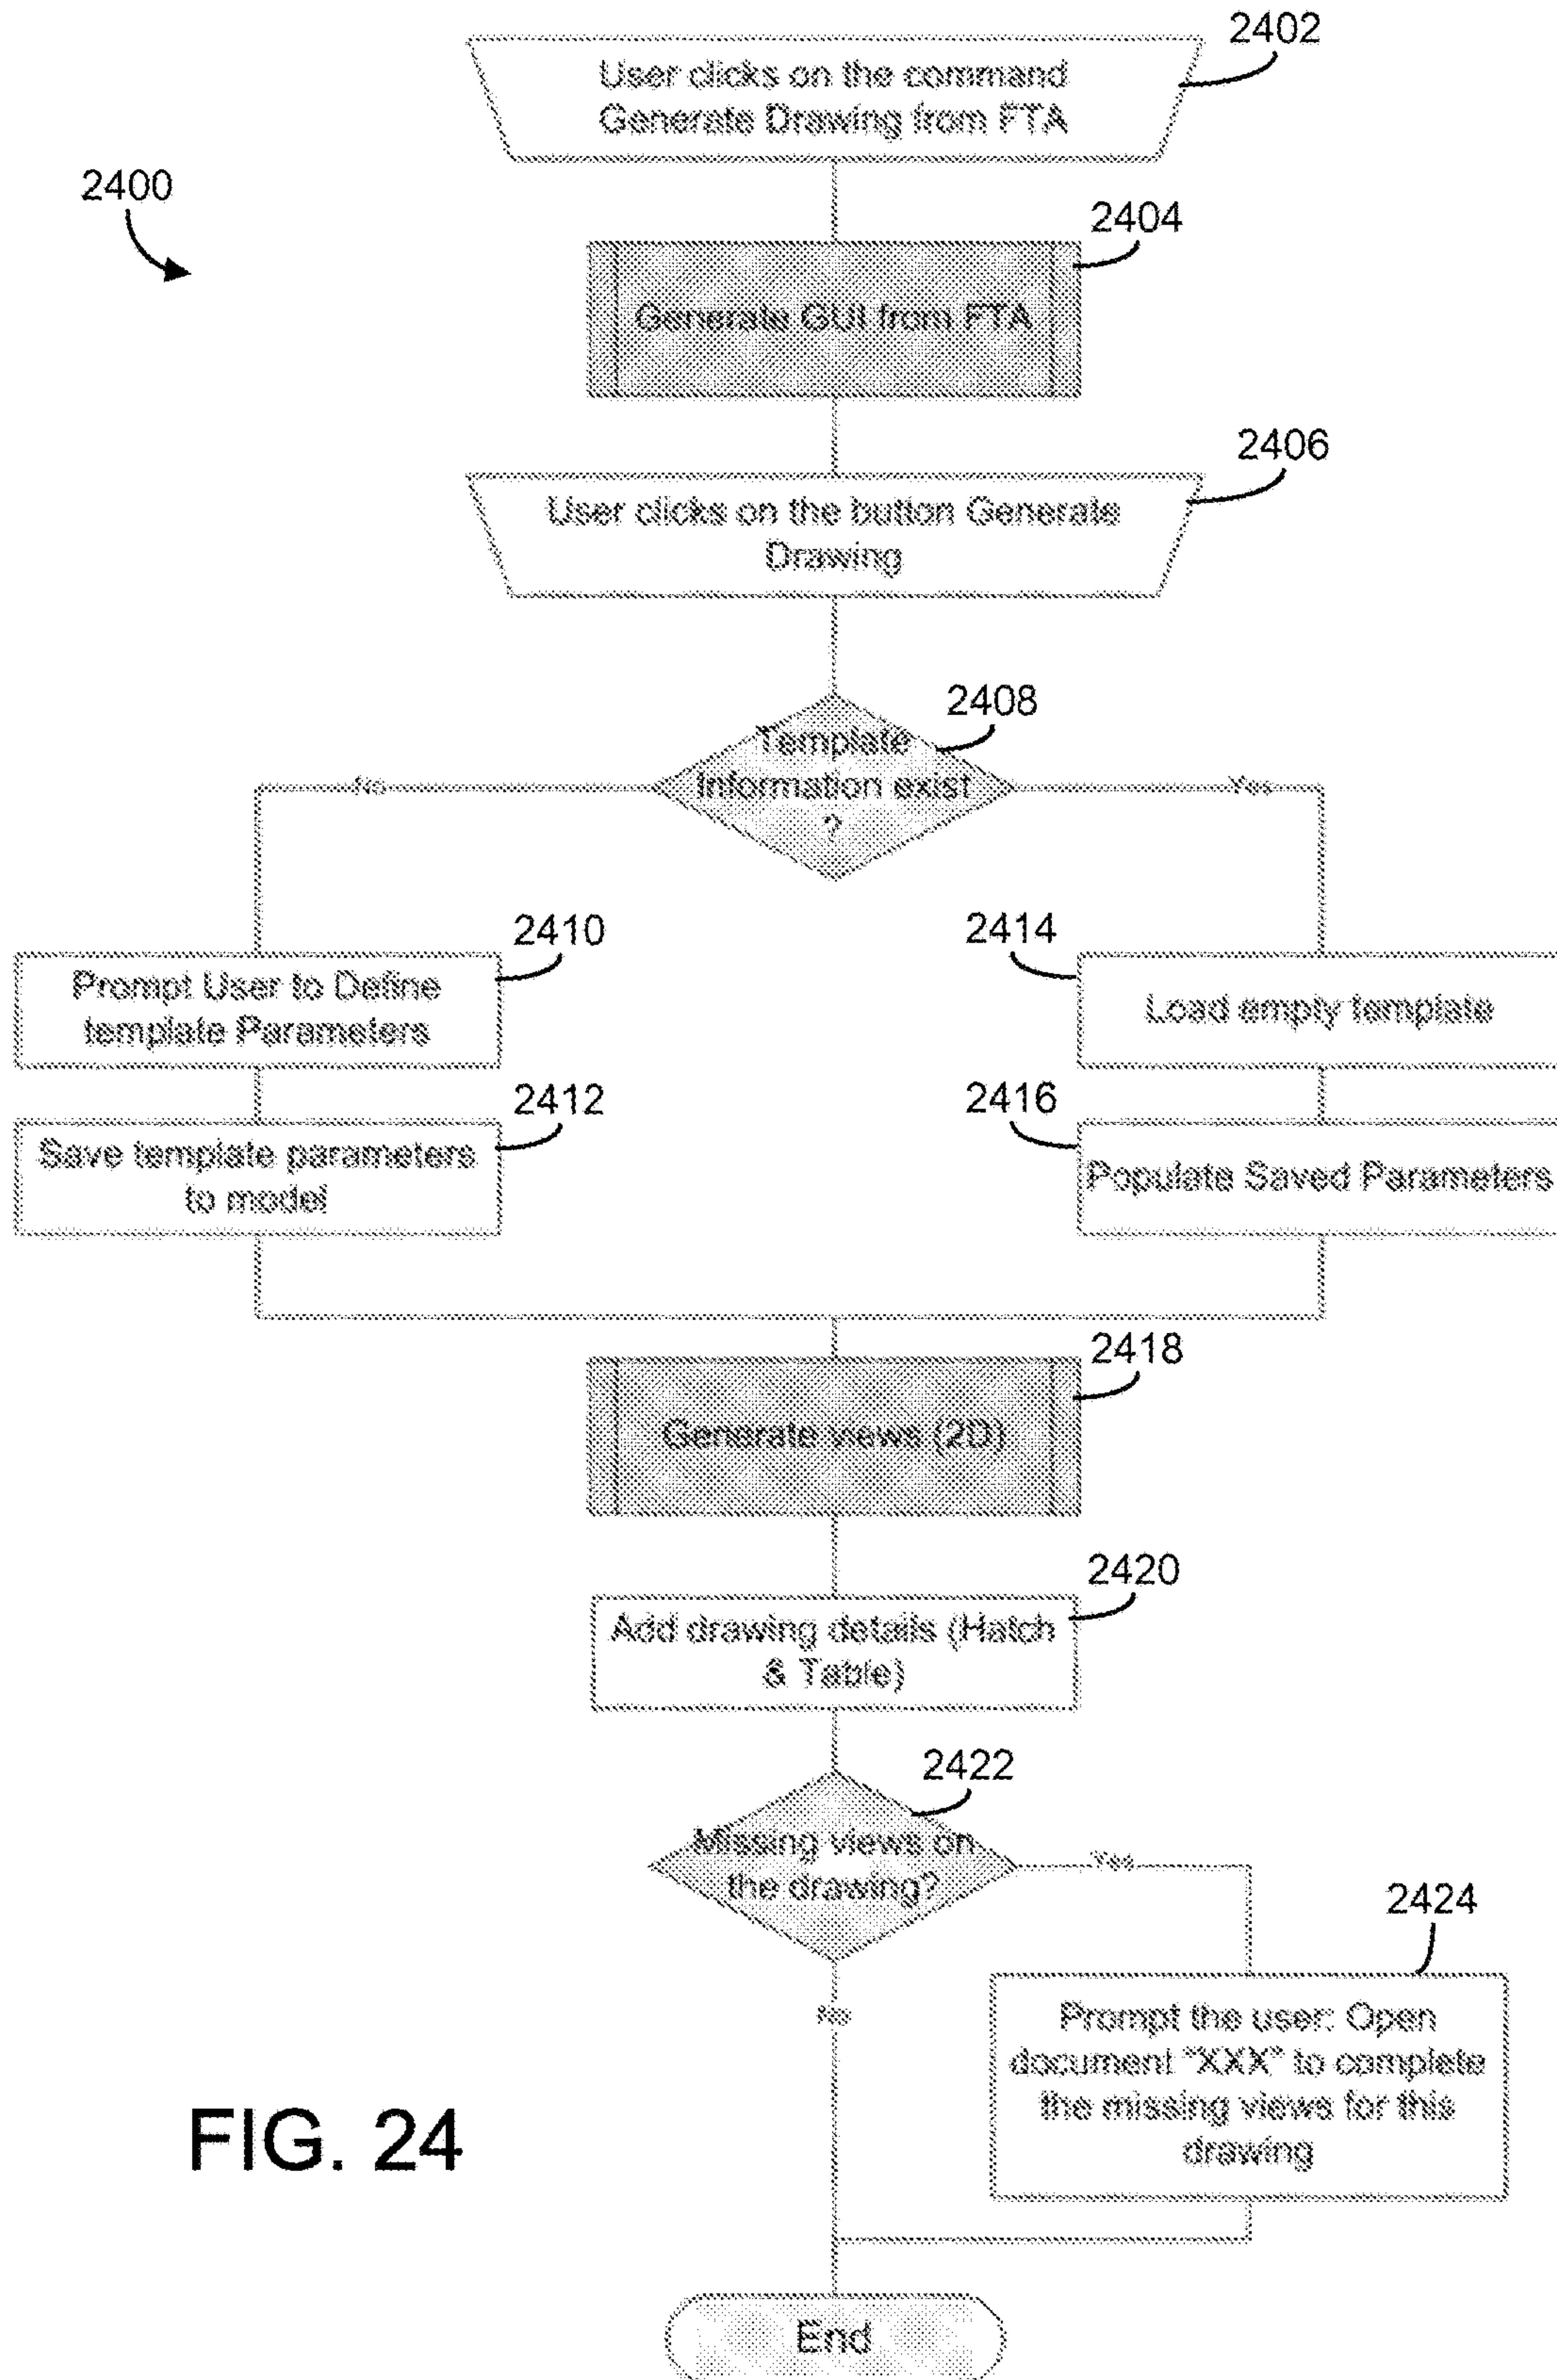 2402
User clicks on the command
Generate Drawing from FTA
2400
2404
Generate GUI from FTA
2406
User clicks on the button Generate
Drawing
2408
Template
Information exist
?
No
Yes
2410
Prompt User to Define
template Parameters
2414
Load empty template
2412
Save template parameters
to model
2416
Populate Saved Parameters
2418
Generate views (2D)
2420
Add drawing details (Hatch
& Table)
2422
Missing views on
the drawing?
Yes
No
2424
Prompt the user: Open
document "XXX" to complete
the missing views for this
drawing
FIG. 24
End